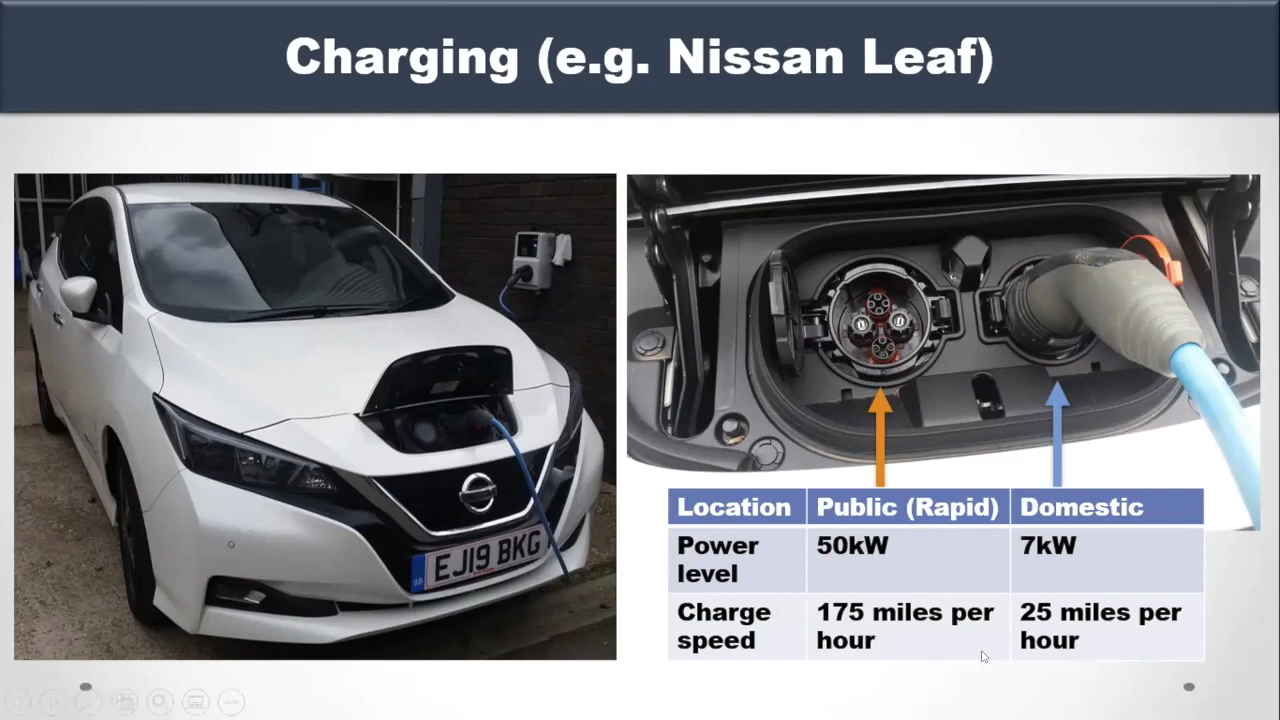 Charging (e.g. Nissan Leaf)
GB
EJ19 BKG
Location Public (Rapid) Domestic
Power level 50kW 7kW
Charge speed 175 miles per hour 25 miles per hour